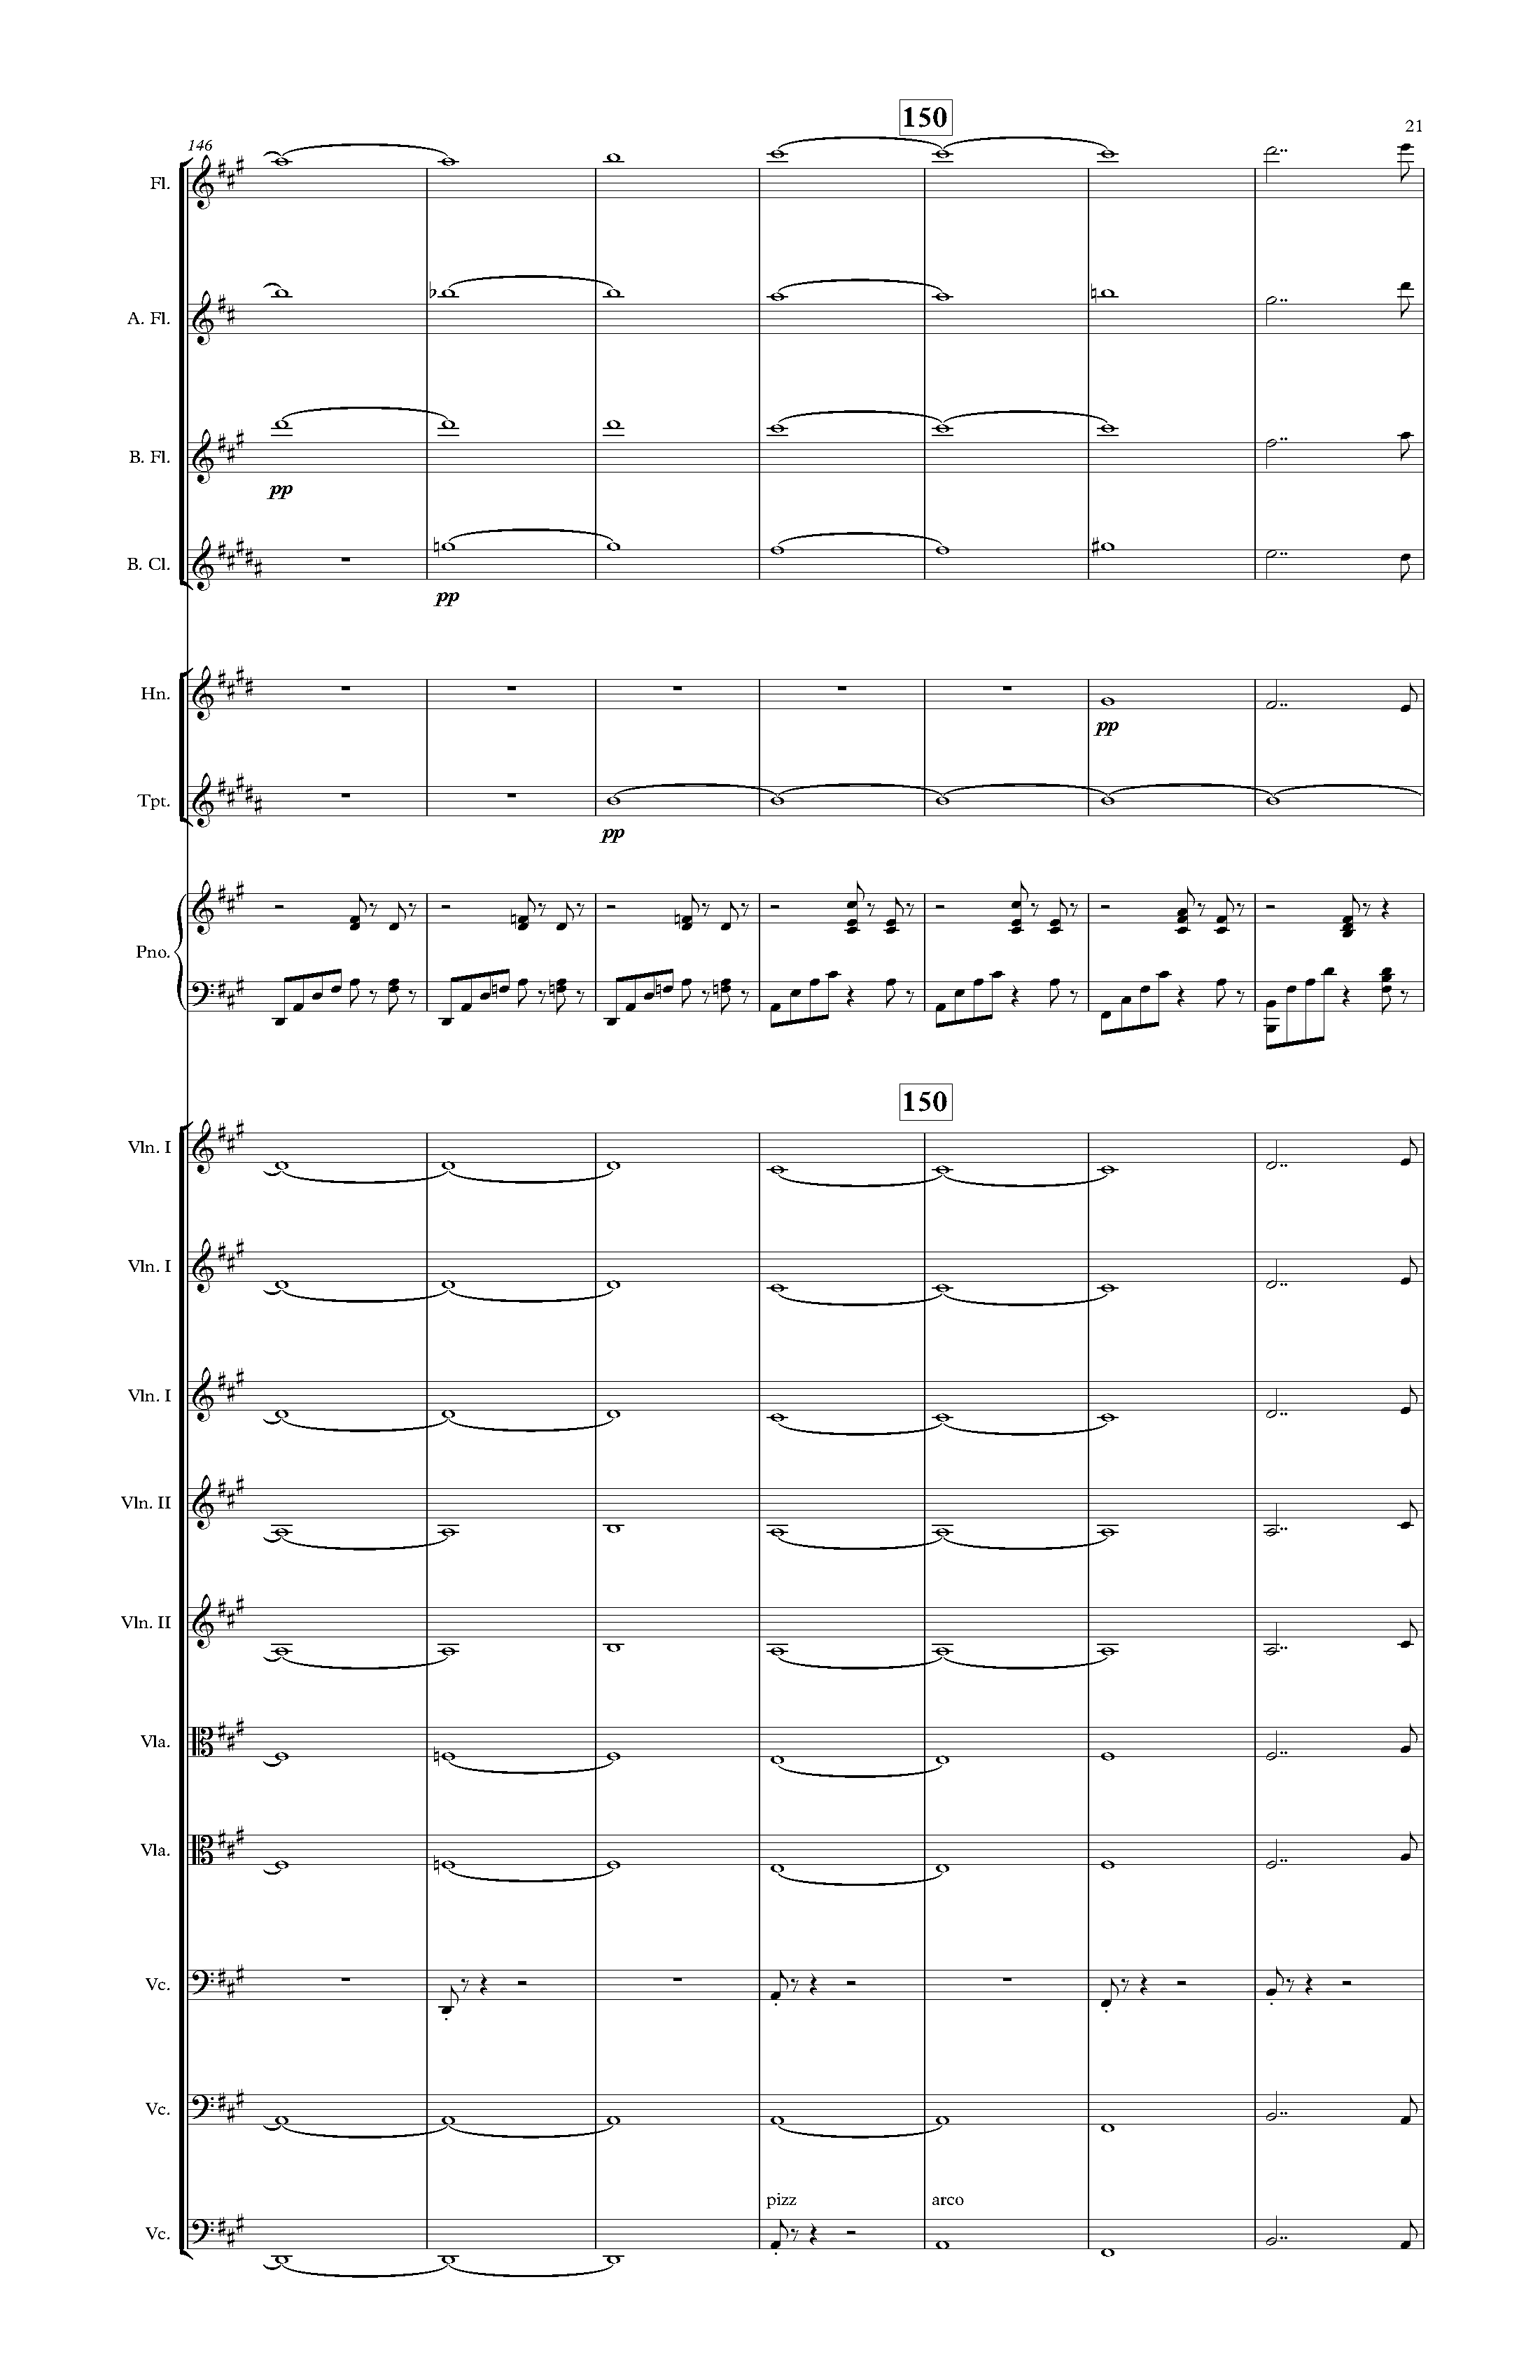 150
21
146
Fl.
A. Fl.
B. Fl.
pp
B. Cl.
pp
Hn.
pp
Tpt.
pp
Pno.
150
Vln. I
Vln. I
Vln. I
Vln. II
Vln. II
Vla.
Vla.
Vc.
Vc.
pizz arco
Vc.